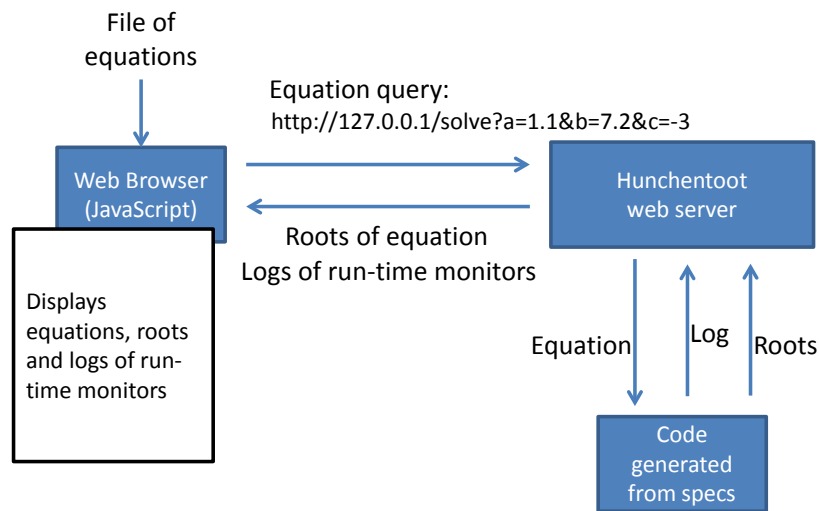 File of
equations
Equation query:
http://127.0.0.1/solve?a=1.1&b=7.2&c=-3
Web Browser
(JavaScript)
Hunchentoot
web server
Roots of equation
Logs of run-time monitors
Displays
equations, roots
and logs of run-
time monitors
Equation
Log
Roots
Code
generated
from specs